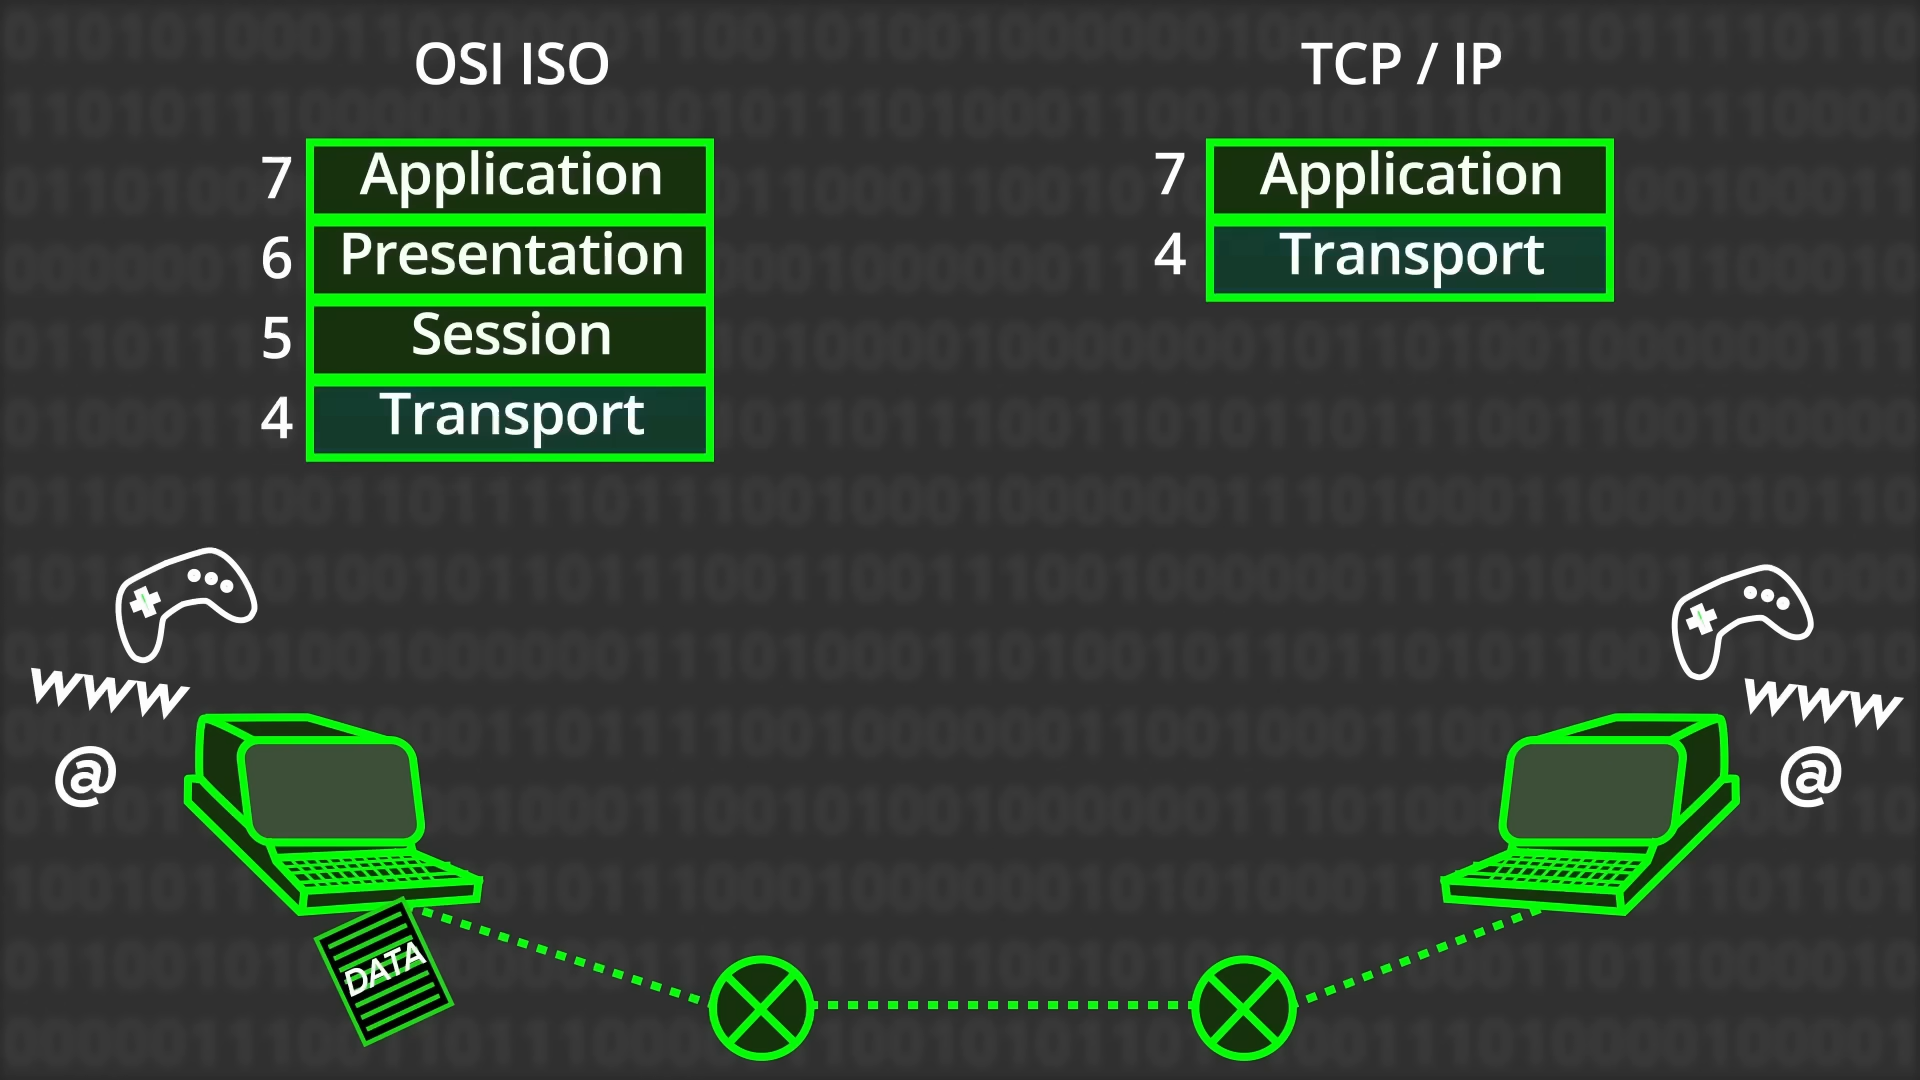 OSI ISO
7 Application
6 Presentation
5 Session
4 Transport
TCP / IP
7 Application
4 Transport
www
@
DATA
www
@